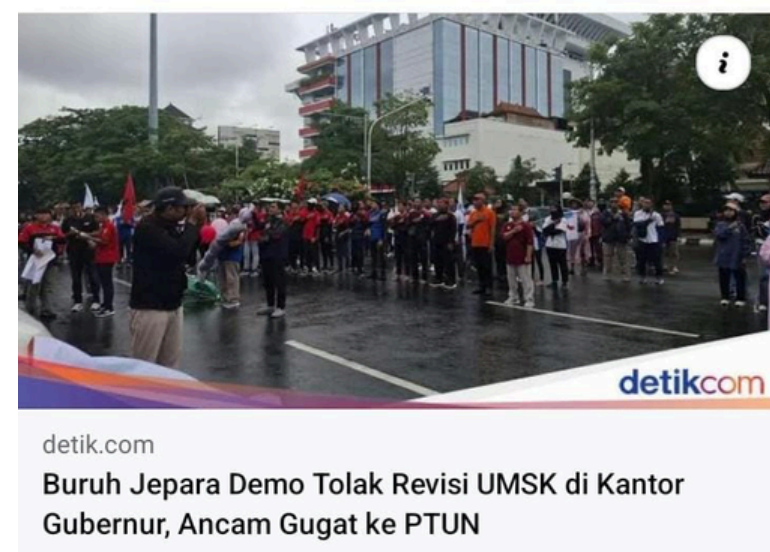 i
detikcom
detik.com
Buruh Jepara Demo Tolak Revisi UMSK di Kantor
Gubernur, Ancam Gugat ke PTUN